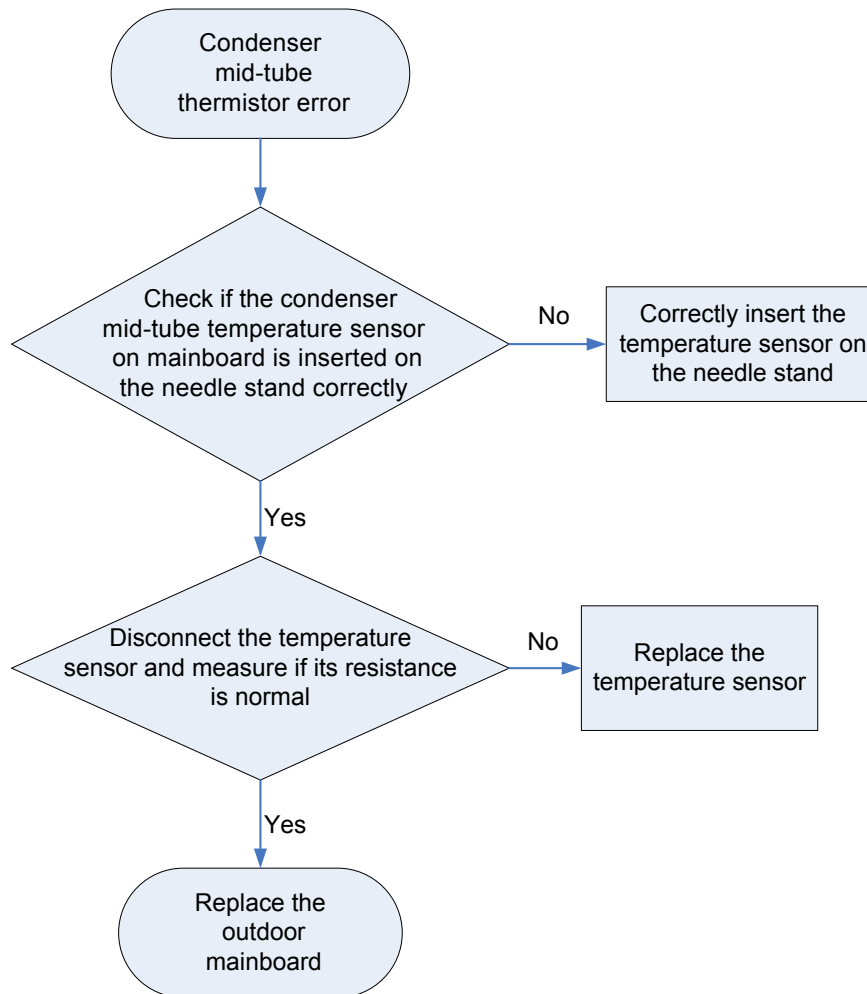 Condenser
mid-tube
thermistor error
Check if the condenser
mid-tube temperature sensor
on mainboard is inserted on
the needle stand correctly
No
Correctly insert the
temperature sensor on
the needle stand
Yes
Disconnect the temperature
sensor and measure if its resistance
is normal
No
Replace the
temperature sensor
Yes
Replace the
outdoor
mainboard